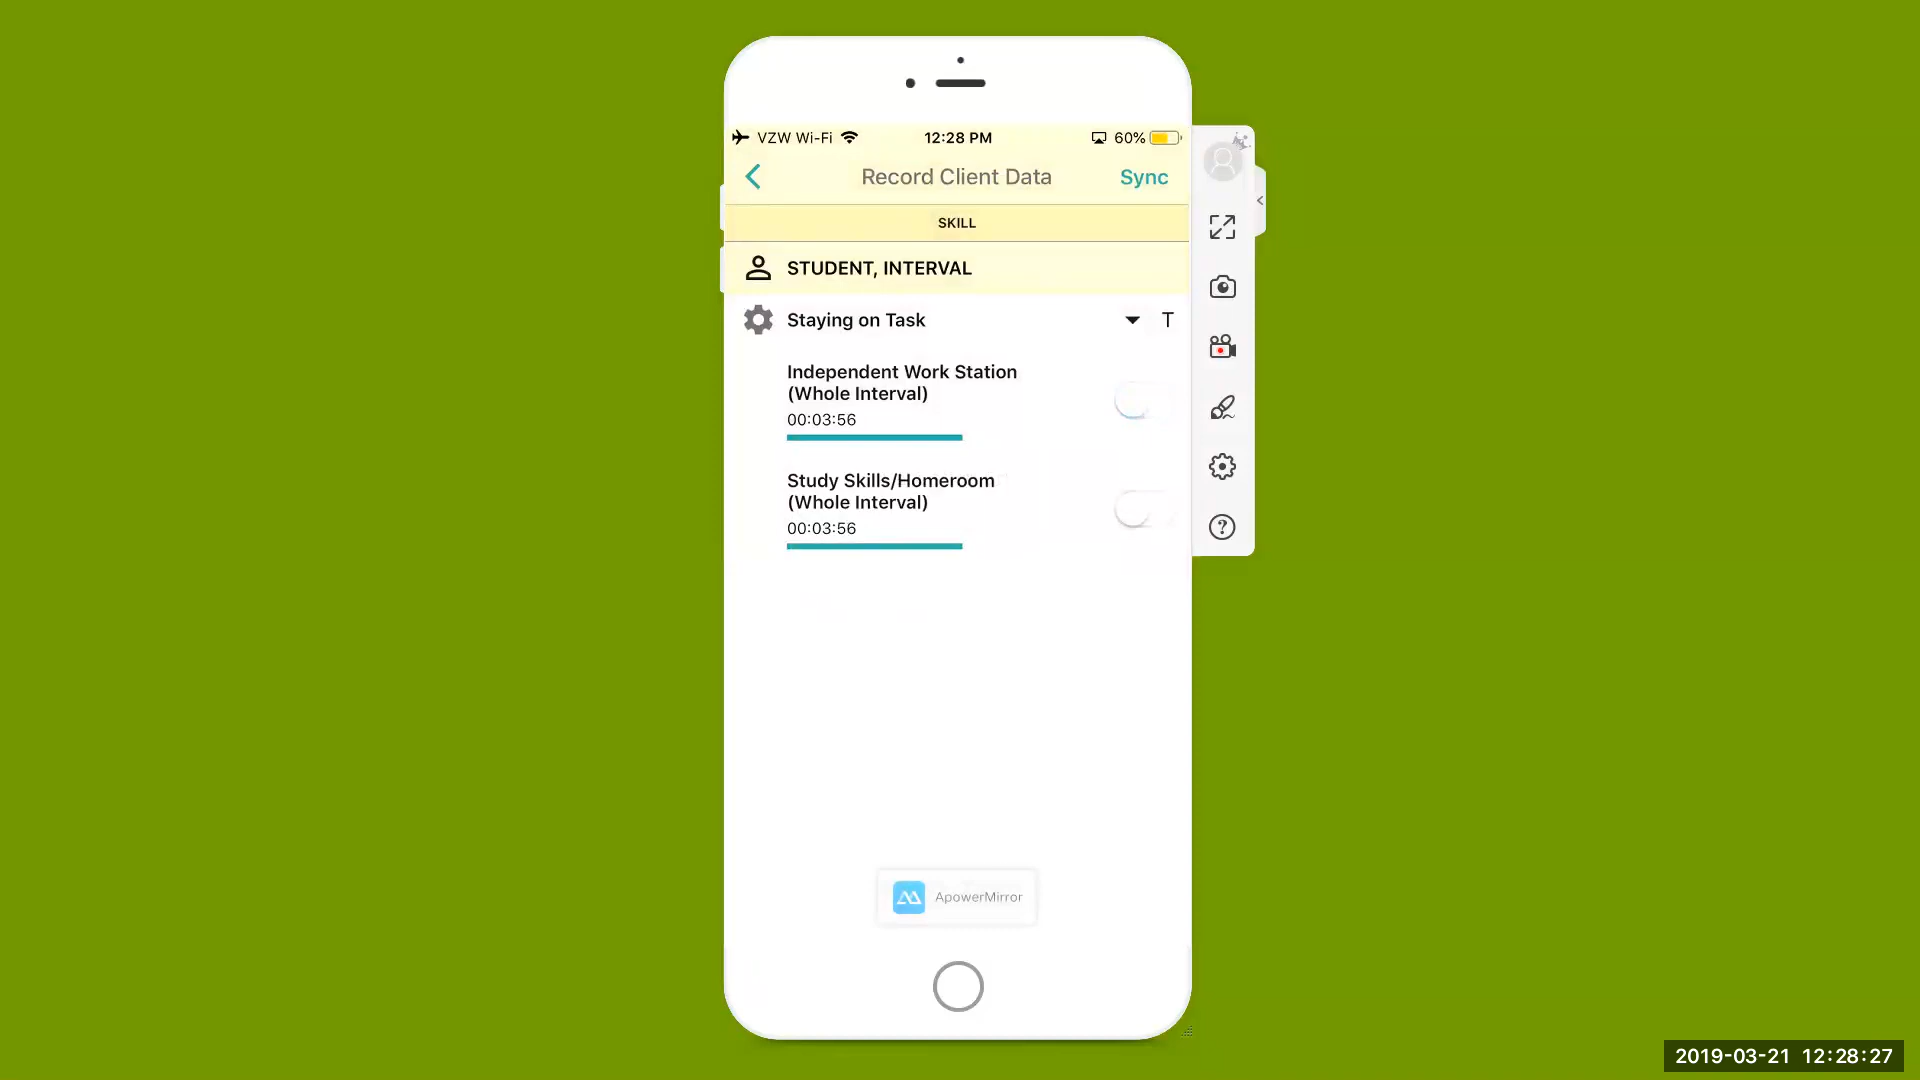 VZW Wi-Fi 12:28 PM 60%
Record Client Data Sync
SKILL
STUDENT, INTERVAL
Staying on Task T
Independent Work Station
(Whole Interval)
00:03:56
Study Skills/Homeroom
(Whole Interval)
00:03:56
ApowerMirror
2019-03-21 12:28:27